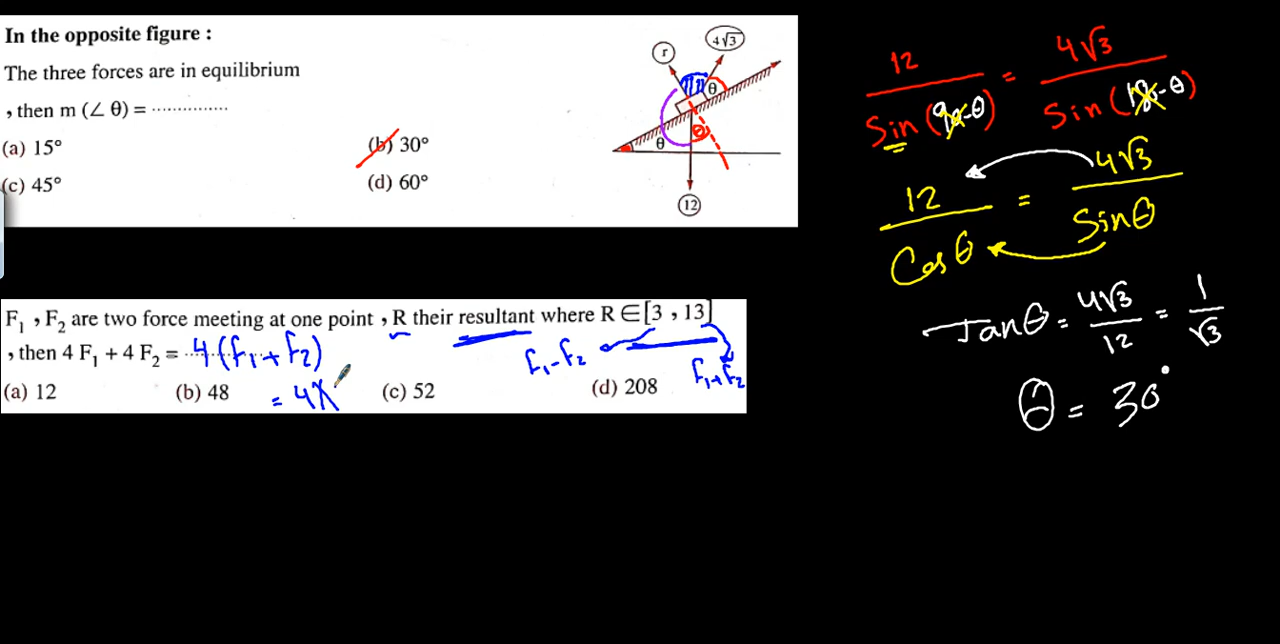 In the opposite figure :
The three forces are in equilibrium
, then m (∠ θ) = ··············
(a) 15°
(b) 30°
(c) 45°
(d) 60°
r
4√3
θ
θ
θ
12
12 / Sin (90-θ) = 4√3 / Sin (180-θ)
12 / Cos θ = 4√3 / Sin θ
Tan θ = 4√3 / 12 = 1 / √3
θ = 30°
F₁ , F₂ are two force meeting at one point , R their resultant where R ∈ [3 , 13]
, then 4 F₁ + 4 F₂ = ······ 4 (F₁ + F₂)
F₁ - F₂
F₁ + F₂
= 4X
(a) 12
(b) 48
(c) 52
(d) 208